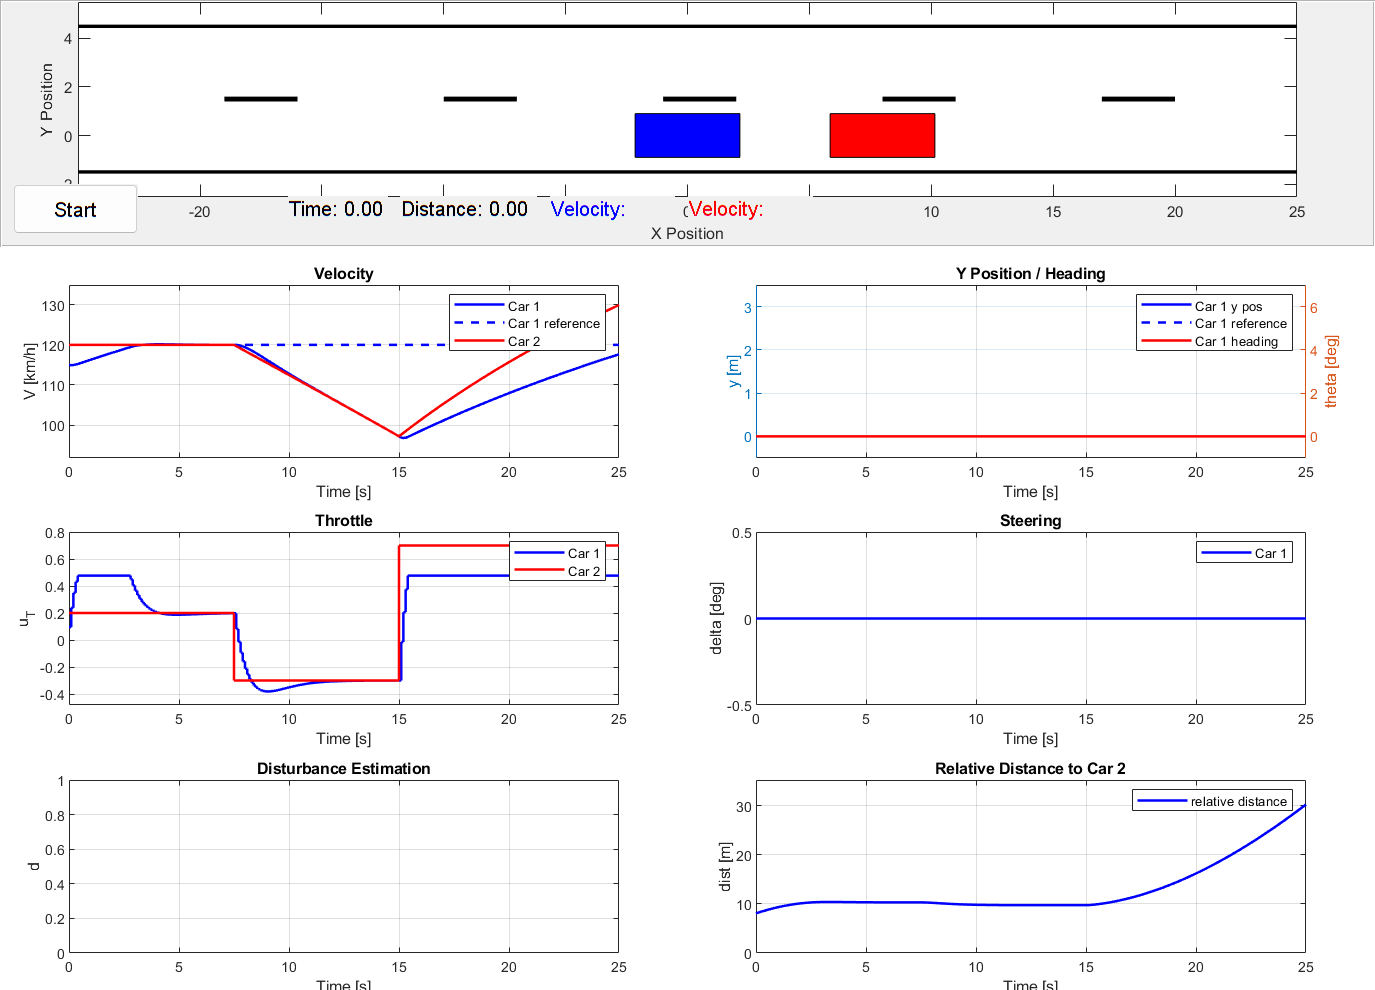 4
2
0
Y Position
Start
-20
Time: 0.00 Distance: 0.00 Velocity: Velocity:
10 15 20 25
X Position
Velocity
130
120
110
100
V [km/h]
Car 1
Car 1 reference
Car 2
0 5 10 15 20 25
Time [s]
Y Position / Heading
3
2
1
0
y [m]
6
4
2
0
theta [deg]
Car 1 y pos
Car 1 reference
Car 1 heading
0 5 10 15 20 25
Time [s]
Throttle
0.8
0.6
0.4
0.2
0
-0.2
-0.4
u_T
Car 1
Car 2
0 5 10 15 20 25
Time [s]
Steering
0.5
0
-0.5
delta [deg]
Car 1
0 5 10 15 20 25
Time [s]
Disturbance Estimation
1
0.8
0.6
0.4
0.2
0
d
0 5 10 15 20 25
Time [s]
Relative Distance to Car 2
30
20
10
0
dist [m]
relative distance
0 5 10 15 20 25
Time [s]